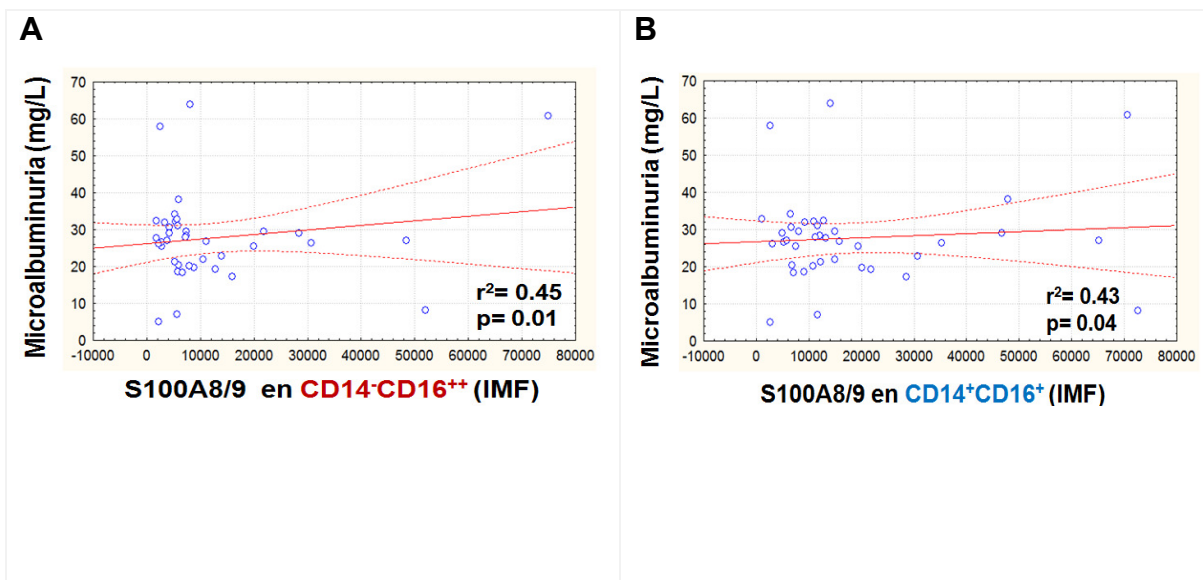 A
Microalbuminuria (mg/L)
70
60
50
40
30
20
10
0
r²= 0.45
p= 0.01
-10000 0 10000 20000 30000 40000 50000 60000 70000 80000
S100A8/9 en CD14⁻CD16⁺⁺ (IMF)
B
Microalbuminuria (mg/L)
70
60
50
40
30
20
10
0
r²= 0.43
p= 0.04
-10000 0 10000 20000 30000 40000 50000 60000 70000 80000
S100A8/9 en CD14⁺CD16⁺ (IMF)